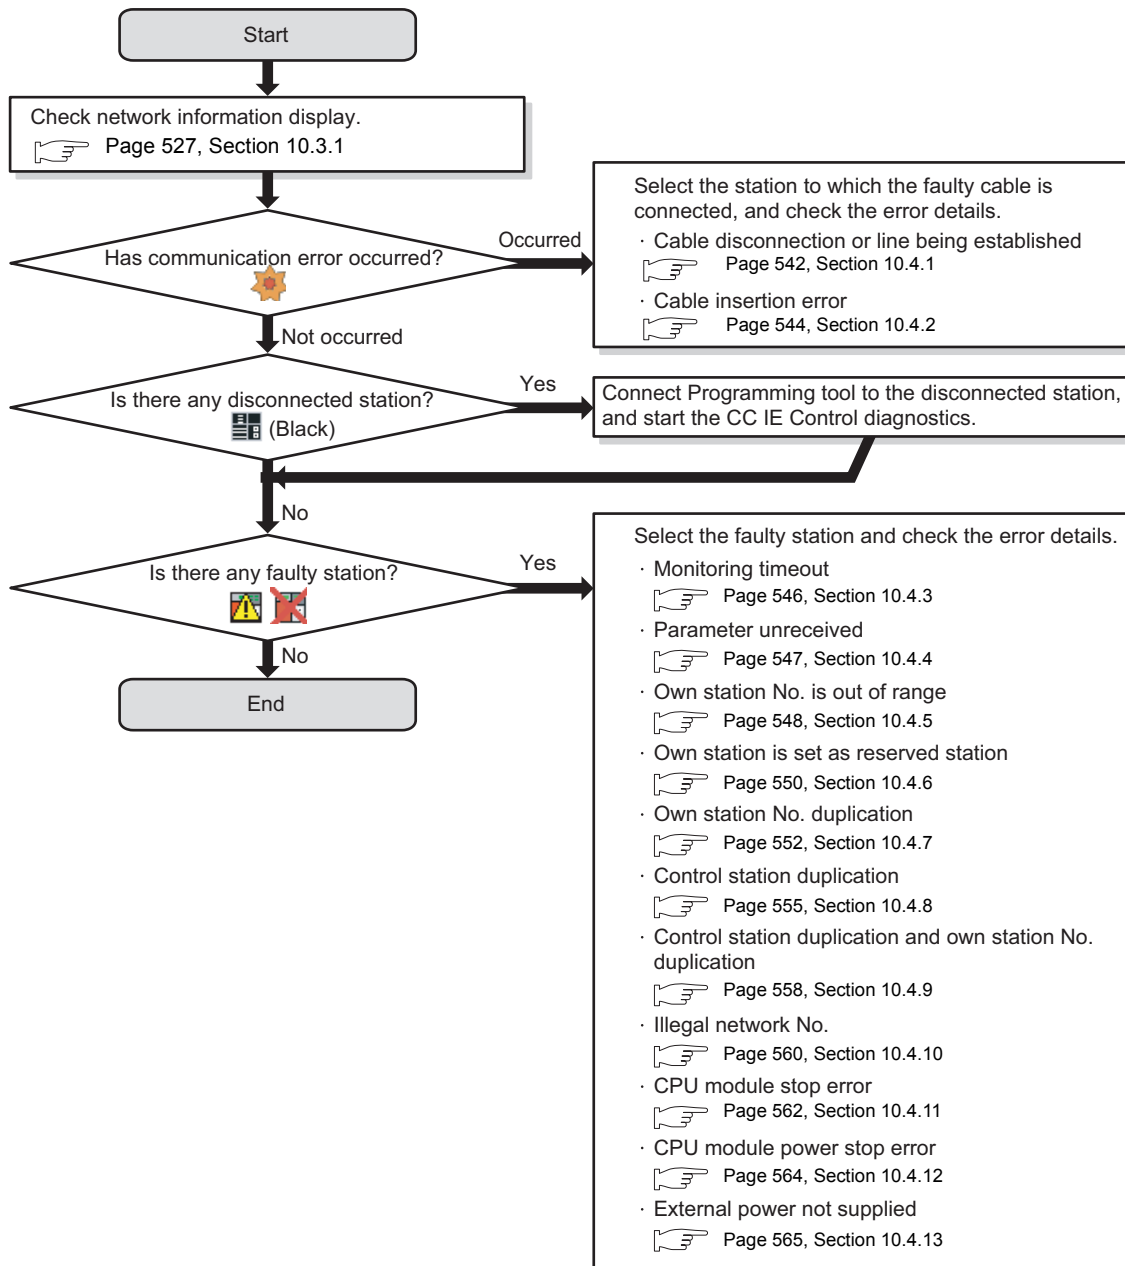 Start
Check network information display.
Page 527, Section 10.3.1
Has communication error occurred?
Occurred
Select the station to which the faulty cable is
connected, and check the error details.
· Cable disconnection or line being established
Page 542, Section 10.4.1
· Cable insertion error
Page 544, Section 10.4.2
Not occurred
Is there any disconnected station?
(Black)
Yes
Connect Programming tool to the disconnected station,
and start the CC IE Control diagnostics.
No
Is there any faulty station?
Yes
Select the faulty station and check the error details.
· Monitoring timeout
Page 546, Section 10.4.3
· Parameter unreceived
Page 547, Section 10.4.4
· Own station No. is out of range
Page 548, Section 10.4.5
· Own station is set as reserved station
Page 550, Section 10.4.6
· Own station No. duplication
Page 552, Section 10.4.7
· Control station duplication
Page 555, Section 10.4.8
· Control station duplication and own station No.
duplication
Page 558, Section 10.4.9
· Illegal network No.
Page 560, Section 10.4.10
· CPU module stop error
Page 562, Section 10.4.11
· CPU module power stop error
Page 564, Section 10.4.12
· External power not supplied
Page 565, Section 10.4.13
No
End